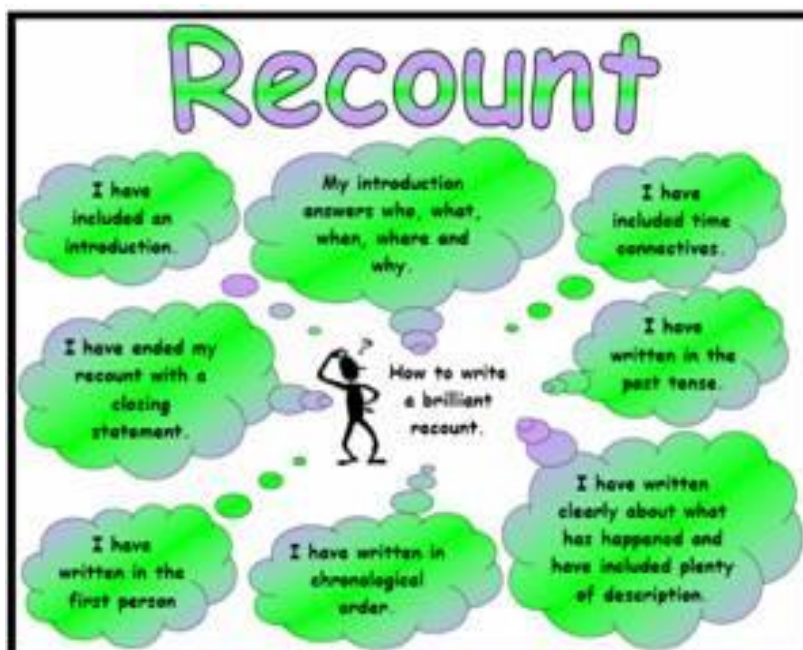 Recount
I have
included an
introduction.
My introduction
answers who, what,
when, where and
why.
I have
included time
connectives.
I have ended my
recount with a
closing
statement.
?
How to write
a brilliant
recount.
I have
written in the
past tense.
I have
written in the
first person
I have written in
chronological
order.
I have written
clearly about what
has happened and
have included plenty
of description.